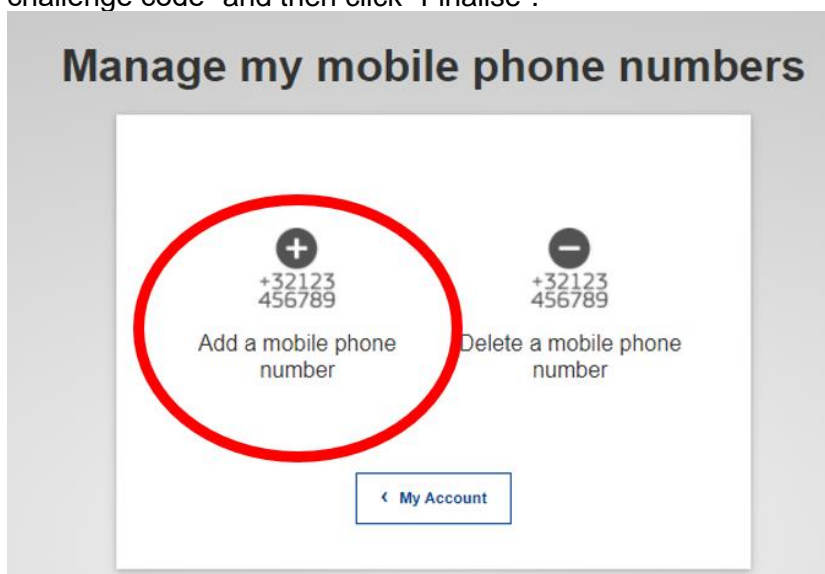 challenge code" and then click "Finalise".
Manage my mobile phone numbers
+32123
456789
Add a mobile phone
number
+32123
456789
Delete a mobile phone
number
‹ My Account